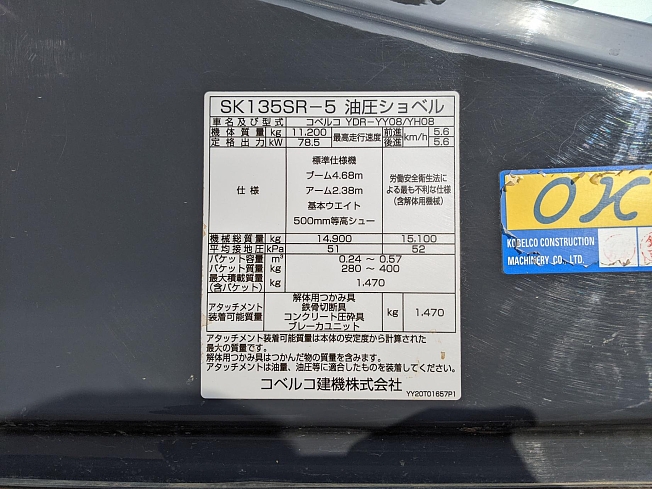 SK135SR-5 油圧ショベル
車名及び型式 コベルコ YDR-YY08/YH08
機体質量 kg 11.200 最高走行速度 前進 km/h 5.6
定格出力 kW 78.5 後進 5.6
仕様
標準仕様機
ブーム4.68m
アーム2.38m
基本ウエイト
500mm等高シュー
労働安全衛生法に
よる最も不利な仕様
(含解体用機械)
機械総質量 kg 14.900 15.100
平均接地圧 kPa 51 52
バケット容量 m³ 0.24 ～ 0.57
バケット質量 kg 280 ～ 400
最大積載質量
(含バケット) kg 1.470
アタッチメント
装着可能質量
解体用つかみ具
鉄骨切断具
コンクリート圧砕具
ブレーカユニット
kg 1.470
アタッチメント装着可能質量は本体の安定度から計算された
最大の質量です。
解体用つかみ具はつかんだ物の質量を含みます。
アタッチメントは油量、油圧等に適合したものを装着してください。
コベルコ建機株式会社
YY20T01657P1
OK
KOBELCO CONSTRUCTION
MACHINERY CO., LTD.